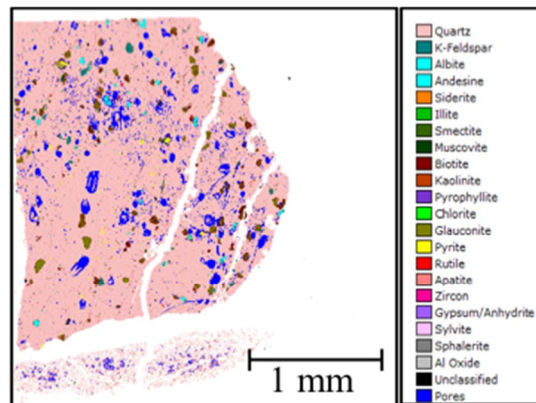 Quartz
K-Feldspar
Albite
Andesine
Siderite
Illite
Smectite
Muscovite
Biotite
Kaolinite
Pyrophyllite
Chlorite
Glauconite
Pyrite
Rutile
Apatite
Zircon
Gypsum/Anhydrite
Sylvite
Sphalerite
Al Oxide
Unclassified
Pores
1 mm